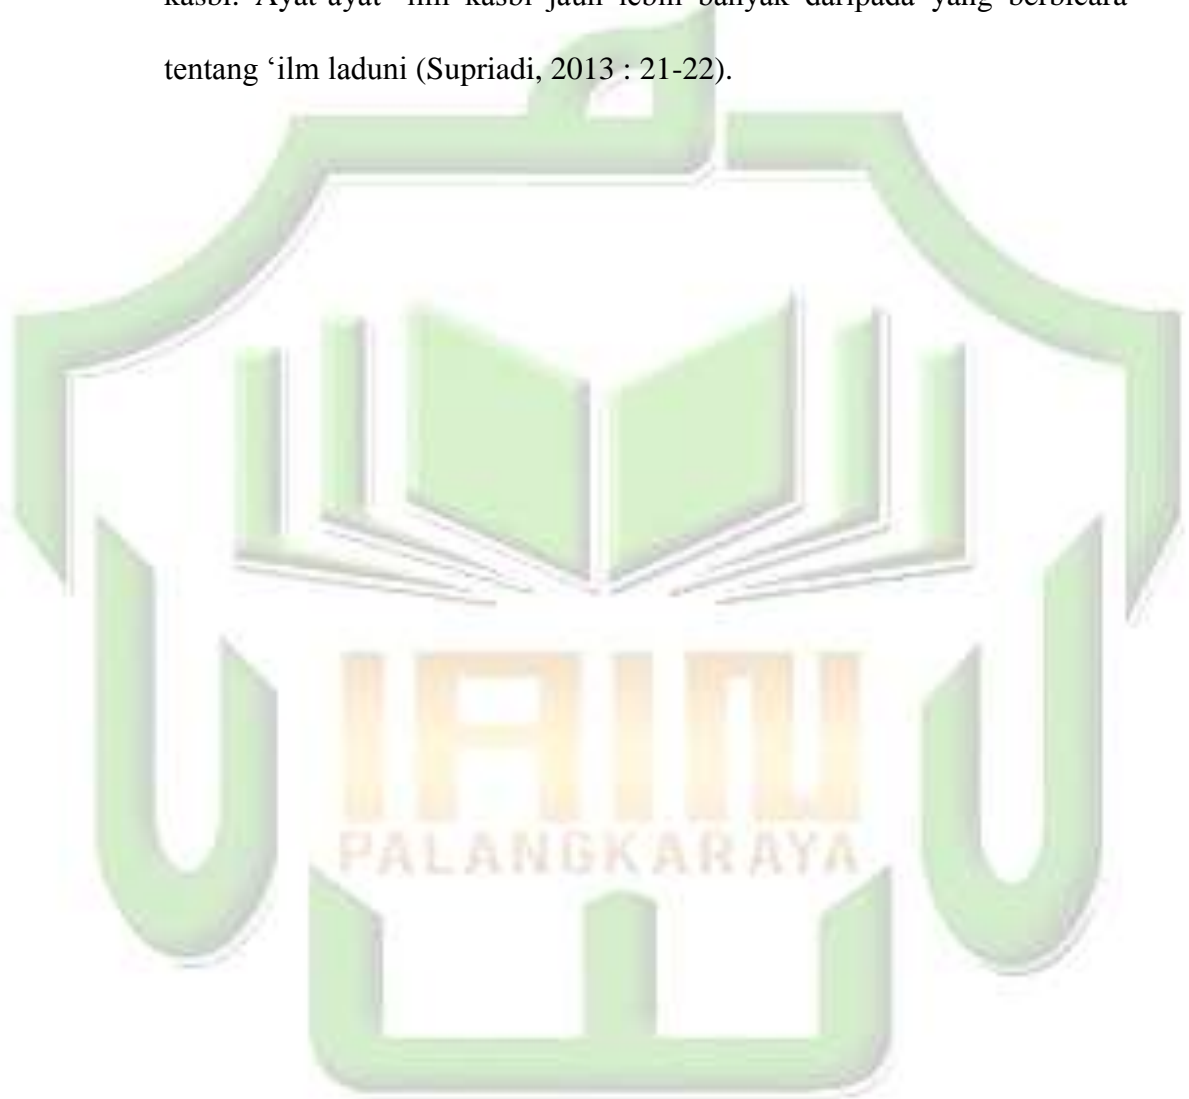 kasbi. Ayat-ayat ‘ilm kasbi jauh lebih banyak daripada yang berbicara
tentang ‘ilm laduni (Supriadi, 2013 : 21-22).
IAIN
PALANGKARAYA